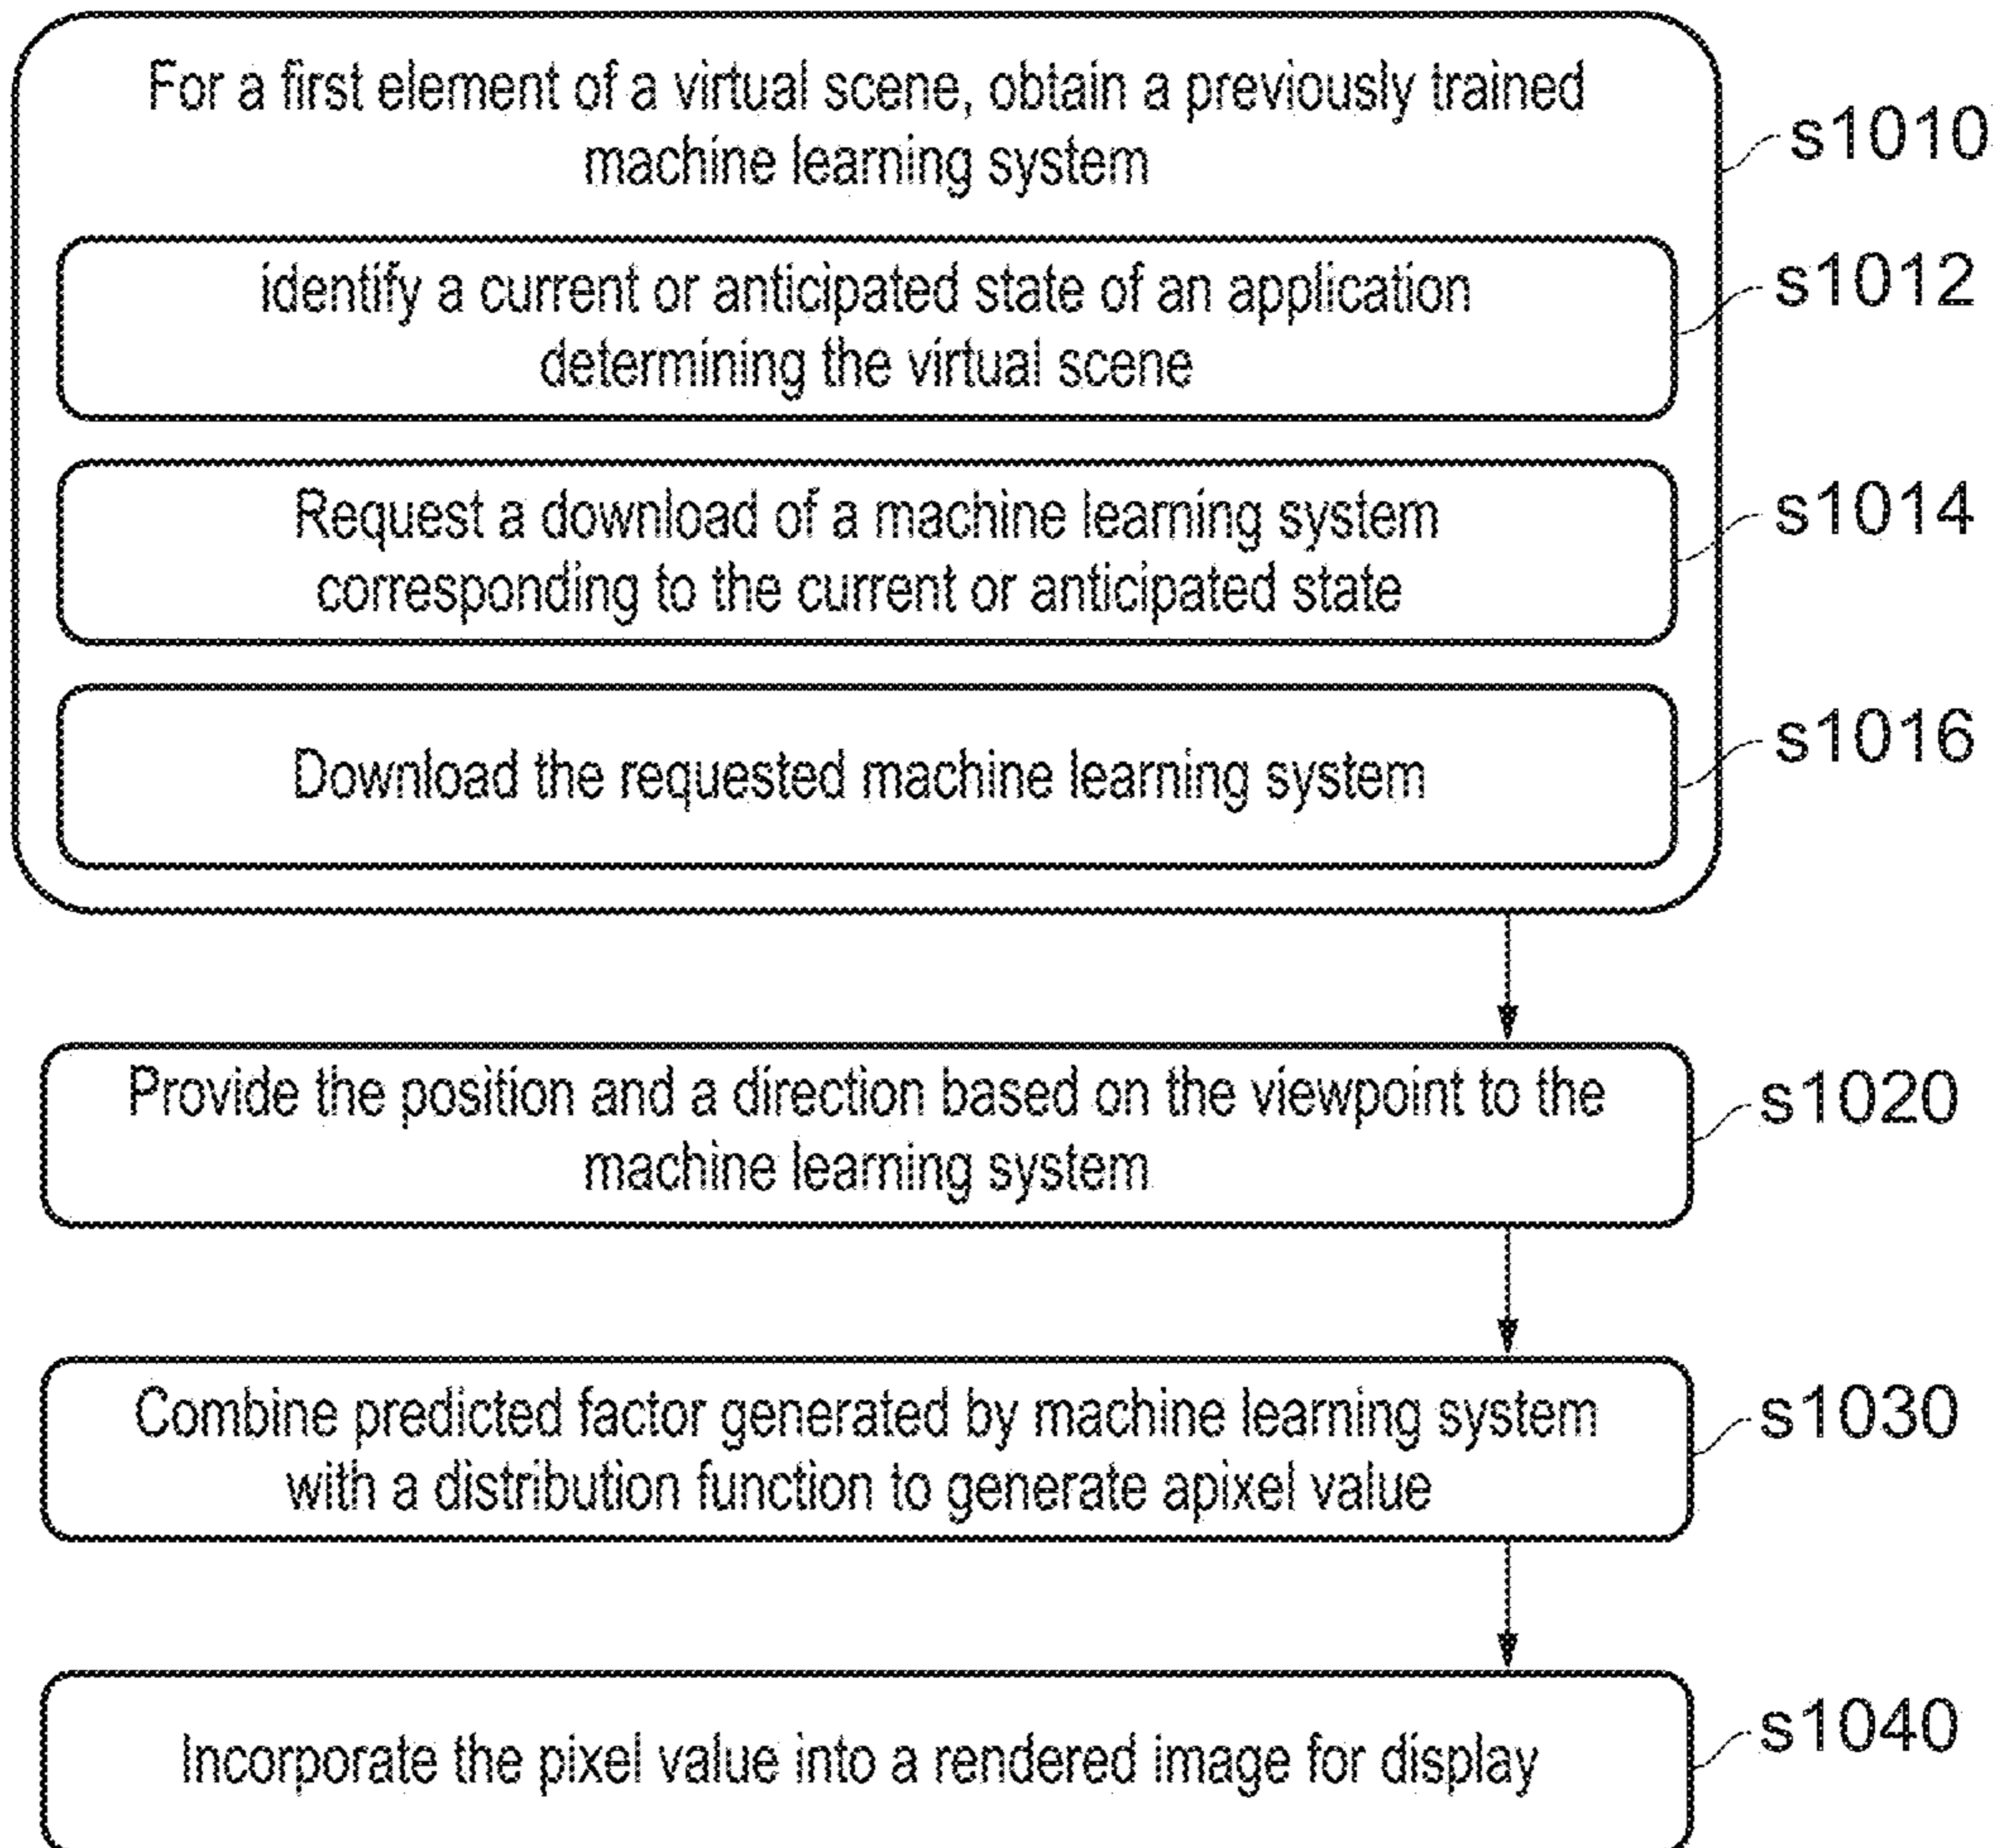 For a first element of a virtual scene, obtain a previously trained
machine learning system
s1010
identify a current or anticipated state of an application
determining the virtual scene
s1012
Request a download of a machine learning system
corresponding to the current or anticipated state
s1014
Download the requested machine learning system
s1016
Provide the position and a direction based on the viewpoint to the
machine learning system
s1020
Combine predicted factor generated by machine learning system
with a distribution function to generate apixel value
s1030
Incorporate the pixel value into a rendered image for display
s1040